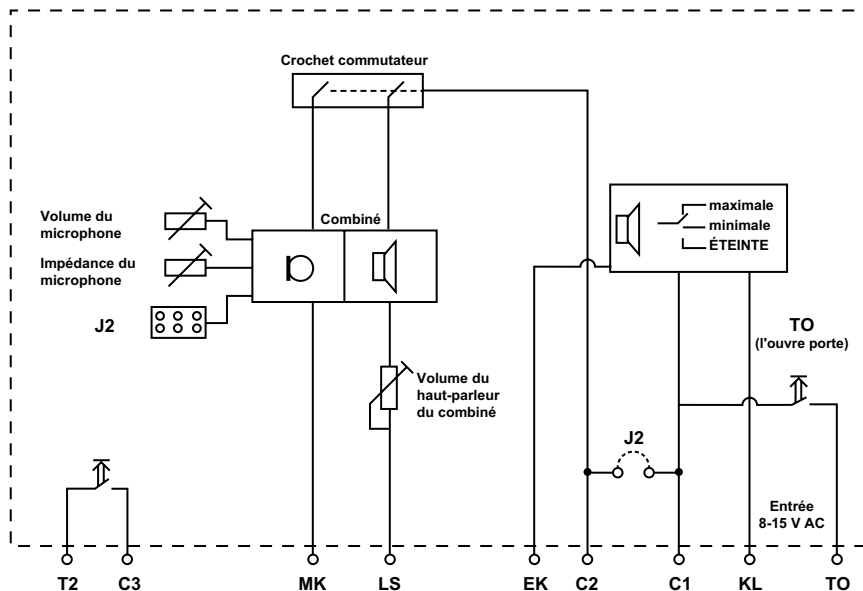 Crochet commutateur
maximale
minimale
ÉTEINTE
Volume du
microphone
Combiné
Impédance du
microphone
J2
TO
(l'ouvre porte)
Volume du
haut-parleur
du combiné
J2
Entrée
8-15 V AC
T2 C3 MK LS EK C2 C1 KL TO